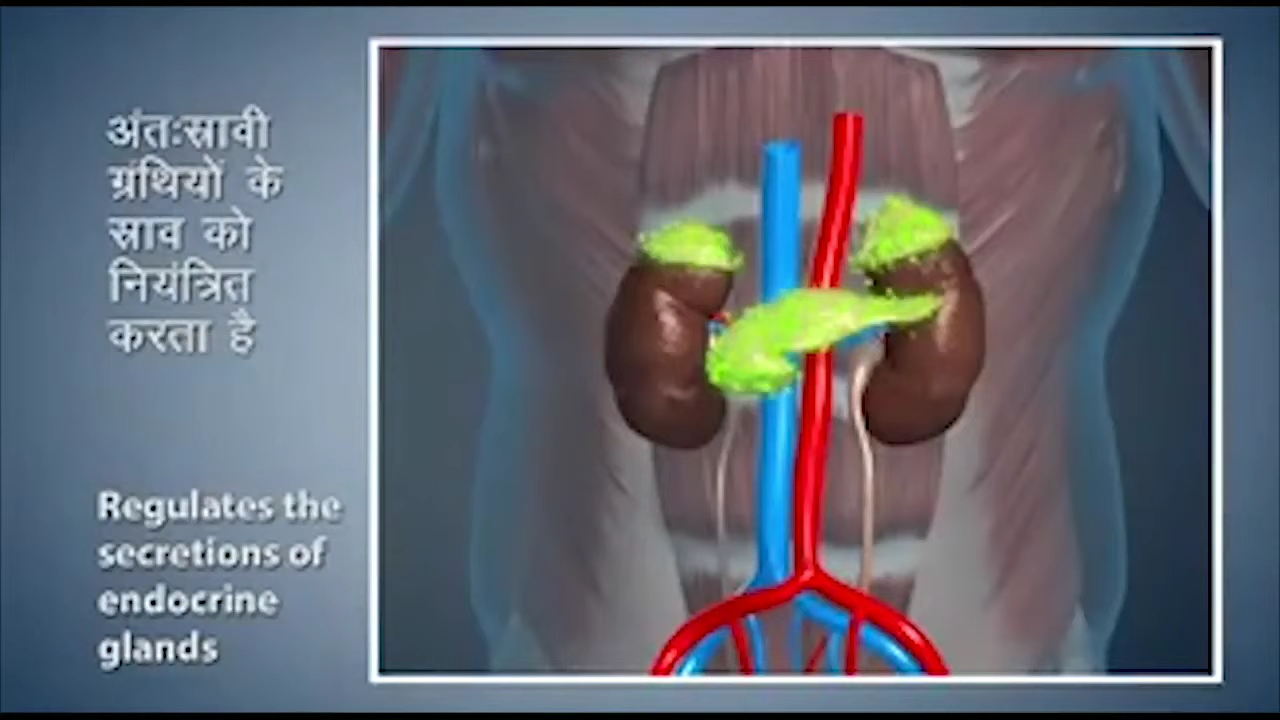 अंतःस्रावी
ग्रंथियों के
स्राव को
नियंत्रित
करता है
Regulates the
secretions of
endocrine
glands